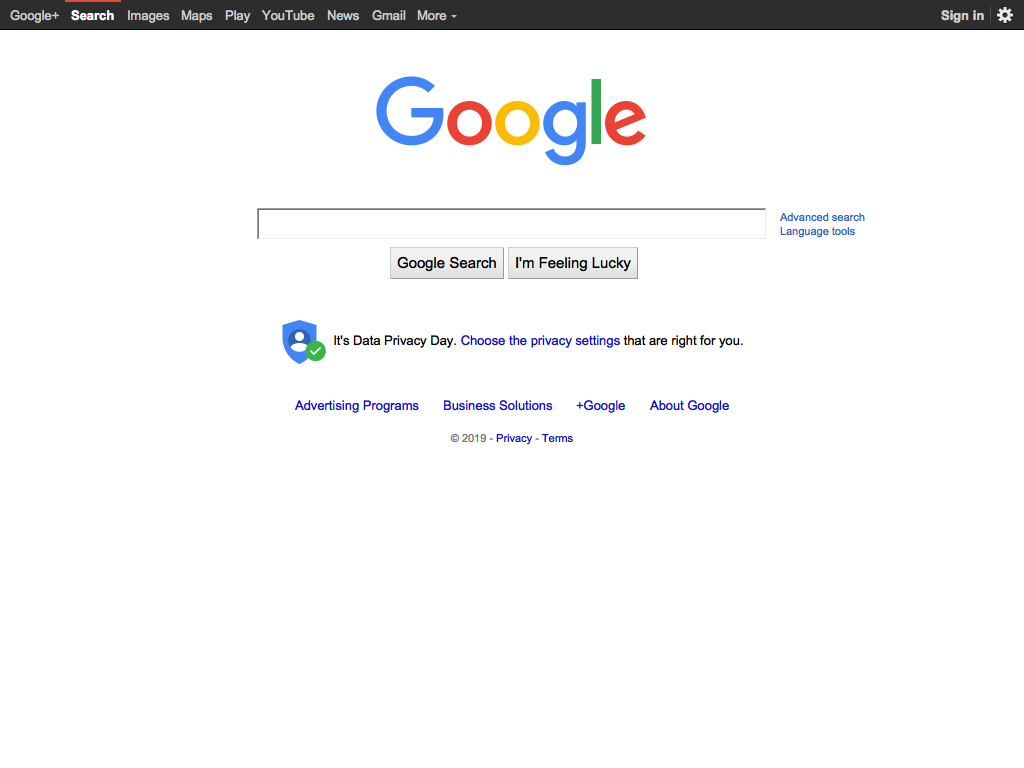 Google+ Search Images Maps Play YouTube News Gmail More Sign in
Google
Advanced search
Language tools
Google Search I'm Feeling Lucky
It's Data Privacy Day. Choose the privacy settings that are right for you.
Advertising Programs Business Solutions +Google About Google
© 2019 - Privacy - Terms